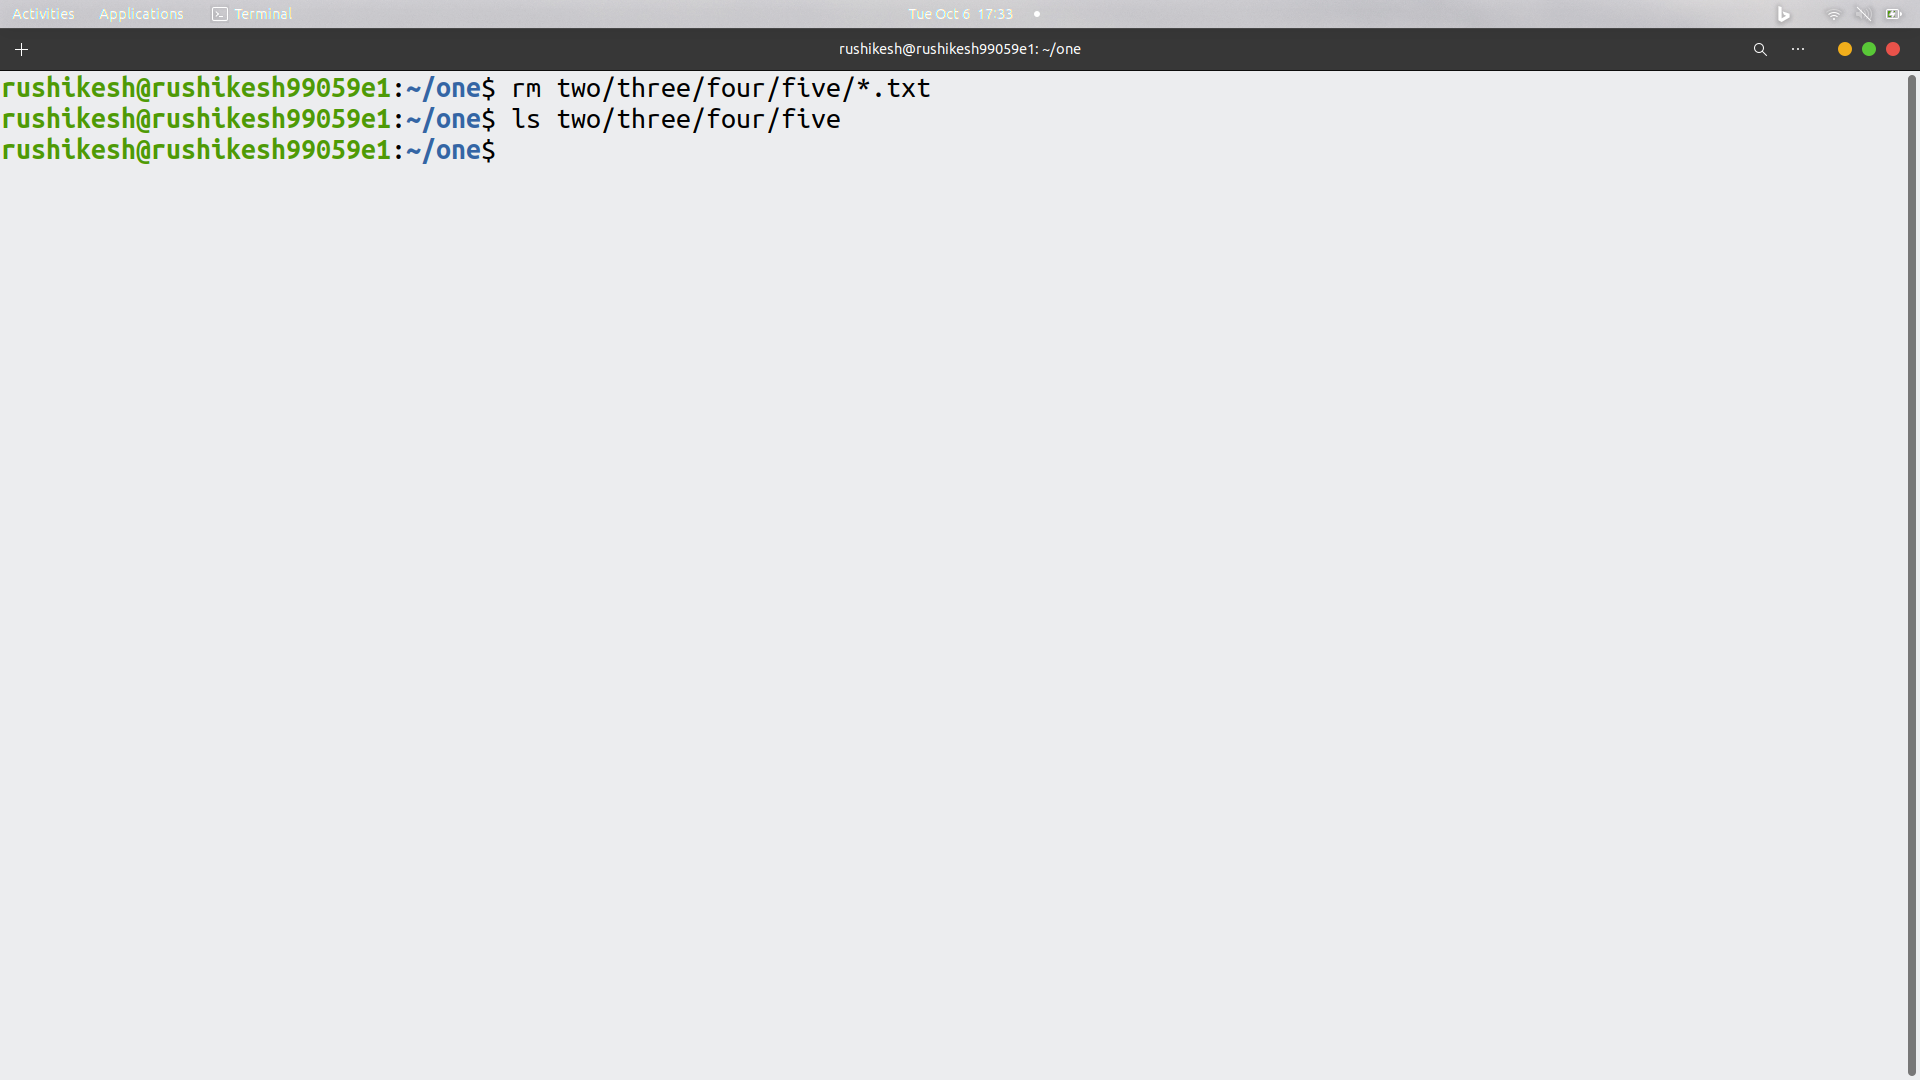 Activities Applications Terminal Tue Oct 6 17:33
rushikesh@rushikesh99059e1: ~/one
rushikesh@rushikesh99059e1:~/one$ rm two/three/four/five/*.txt
rushikesh@rushikesh99059e1:~/one$ ls two/three/four/five
rushikesh@rushikesh99059e1:~/one$